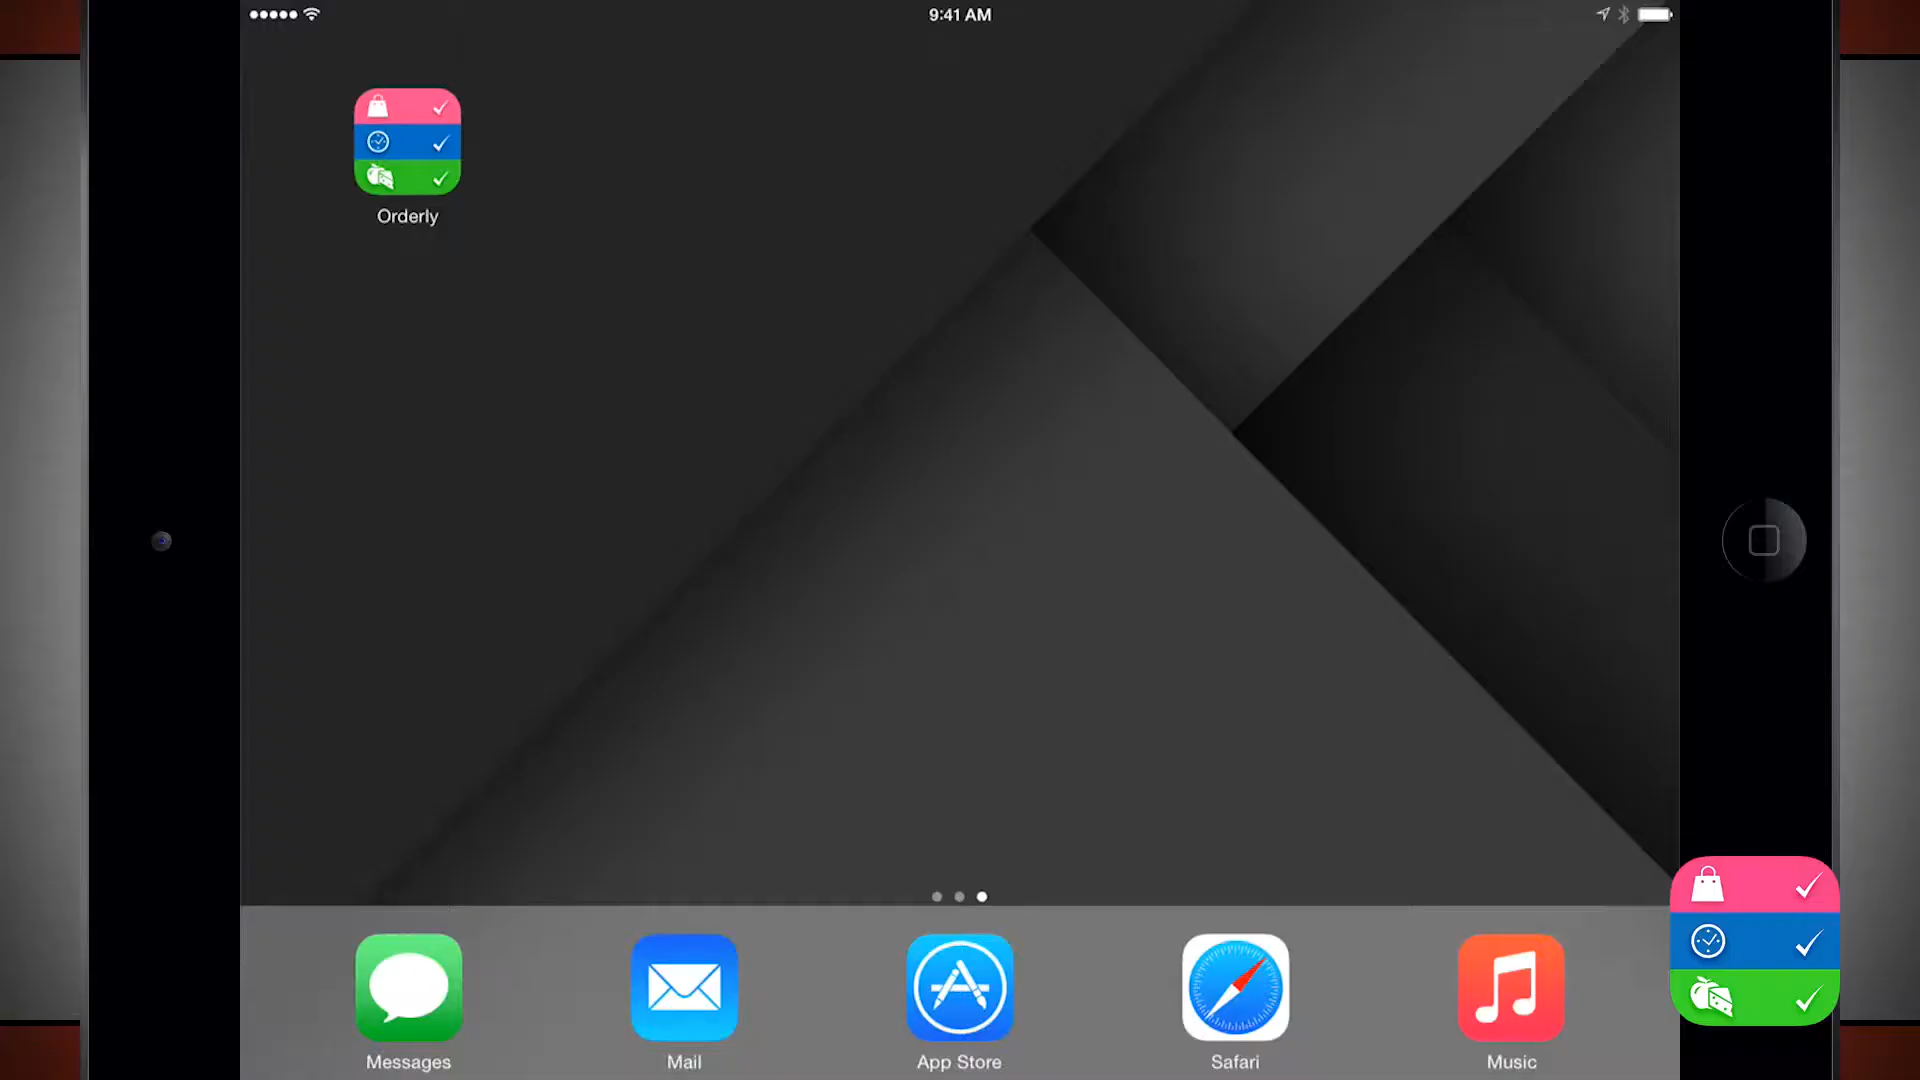 9:41 AM
Orderly
Messages
Mail
App Store
Safari
Music